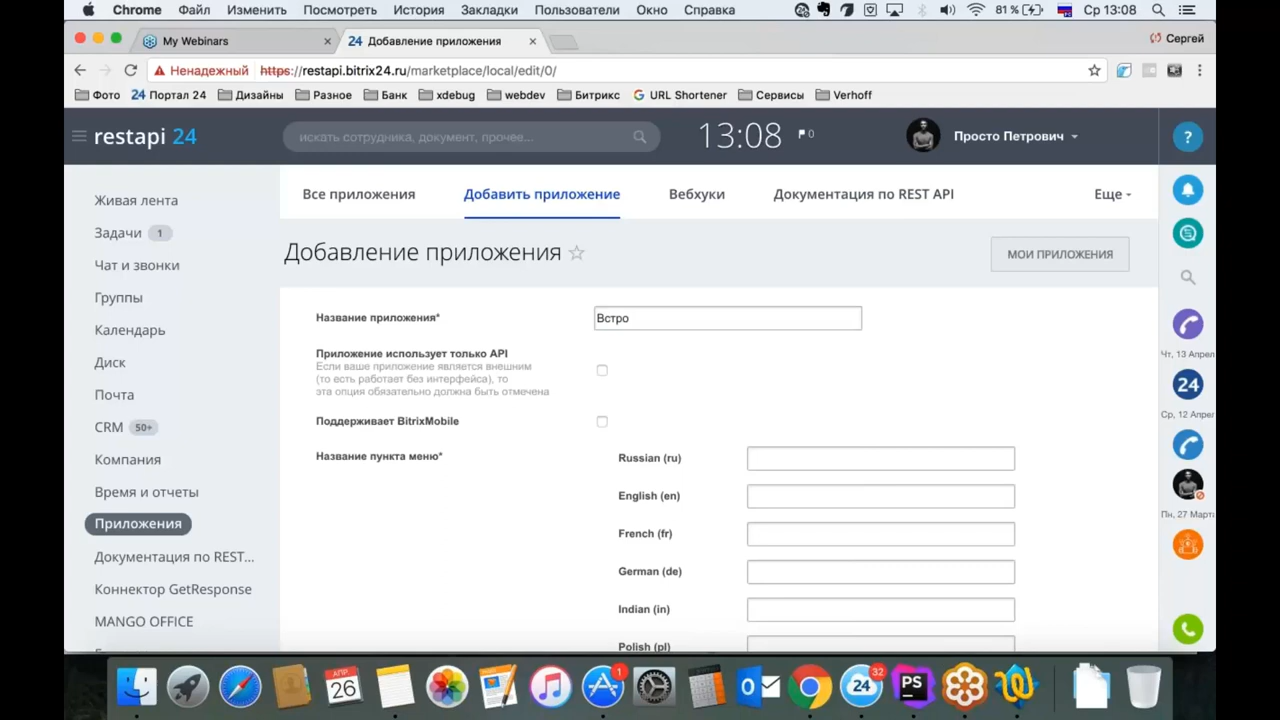 Chrome Файл Изменить Посмотреть История Закладки Пользователи Окно Справка 81 % Ср 13:08
My Webinars × 24 Добавление приложения × Сергей
Ненадежный https://restapi.bitrix24.ru/marketplace/local/edit/0/
Фото 24 Портал 24 Дизайны Разное Банк xdebug webdev Битрикс URL Shortener Сервисы Verhoff
restapi 24 искать сотрудника, документ, прочее... 13:08 0 Просто Петрович ?
Все приложения Добавить приложение Вебхуки Документация по REST API Еще
Живая лента
Задачи 1
Чат и звонки
Группы
Календарь
Диск
Почта
CRM 50+
Компания
Время и отчеты
Приложения
Документация по REST...
Коннектор GetResponse
MANGO OFFICE
Добавление приложения
МОИ ПРИЛОЖЕНИЯ
Название приложения* Встро
Приложение использует только API
Если ваше приложение является внешним
(то есть работает без интерфейса), то
эта опция обязательно должна быть отмечена
Поддерживает BitrixMobile
Название пункта меню* Russian (ru)
English (en)
French (fr)
German (de)
Indian (in)
Polish (pl)
Чт, 13 Апрел
24
Ср, 12 Апрел
Пн, 27 Марта
АПР
26
1
24
32
PS